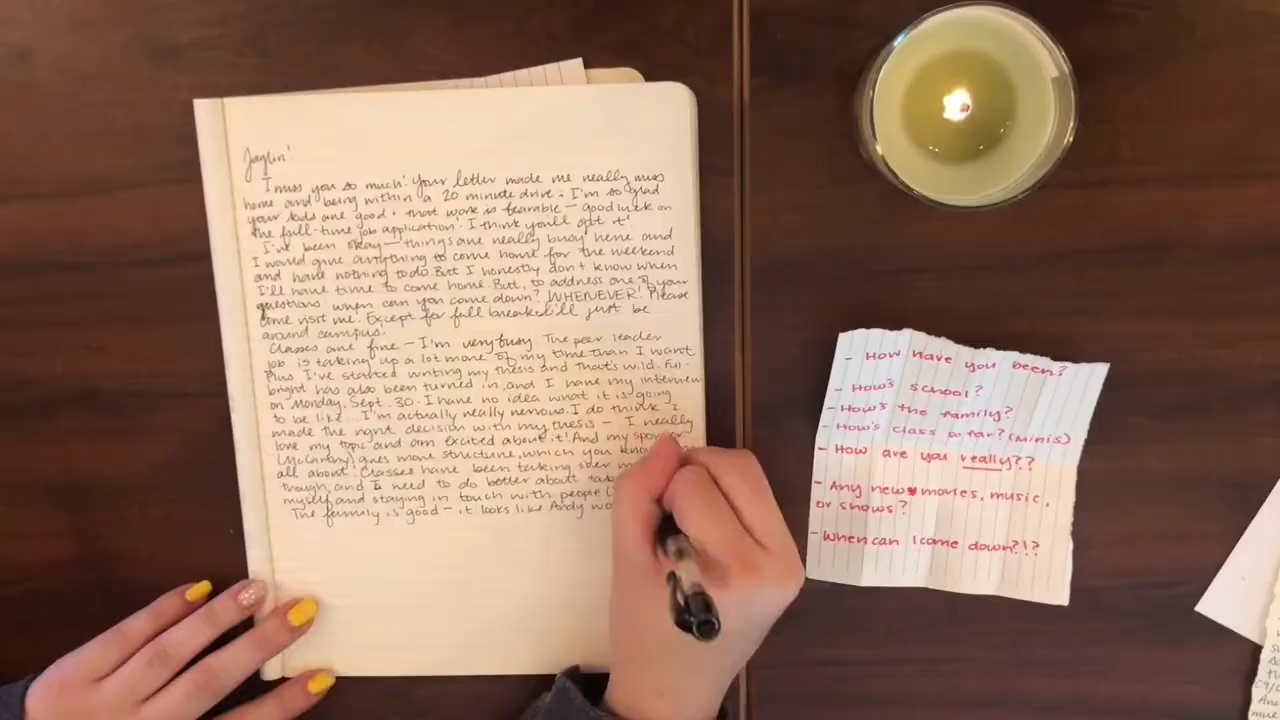 Jaylin!
I miss you so much! Your letter made me really miss
home and being within a 20 minute drive. I'm so glad
your kids are good + that work is bearable — good luck on
the full-time job application! I think you'll get it!
I've been okay — things are really busy here and
I would give anything to come home for the weekend
and have nothing to do. But I honestly don't know when
I'll have time to come home. But, to address one of your
questions: when can you come down? WHENEVER! Please
come visit me! Except for fall break I'll just be
around campus.
Classes are fine — I'm very busy. The peer leader
job is taking up a lot more of my time than I want.
Plus I've started writing my thesis and that's wild. Ful-
bright has also been turned in, and I have my interview
on Monday, Sept. 30. I have no idea what it is going
to be like... I'm actually really nervous. I do think I
made the right decision with my thesis — I really
love my topic and am excited about it! And my sponsor
(McCarthy) gives more structure, which you know
all about! Classes have been taking over
though, and I need to do better about
myself and staying in touch with people
The family is good — it looks like Andy
- How have you been?
- How's school?
- How's the family?
- How's class so far? (minis)
- How are you really??
- Any new movies, music,
or shows?
- When can I come down?!?